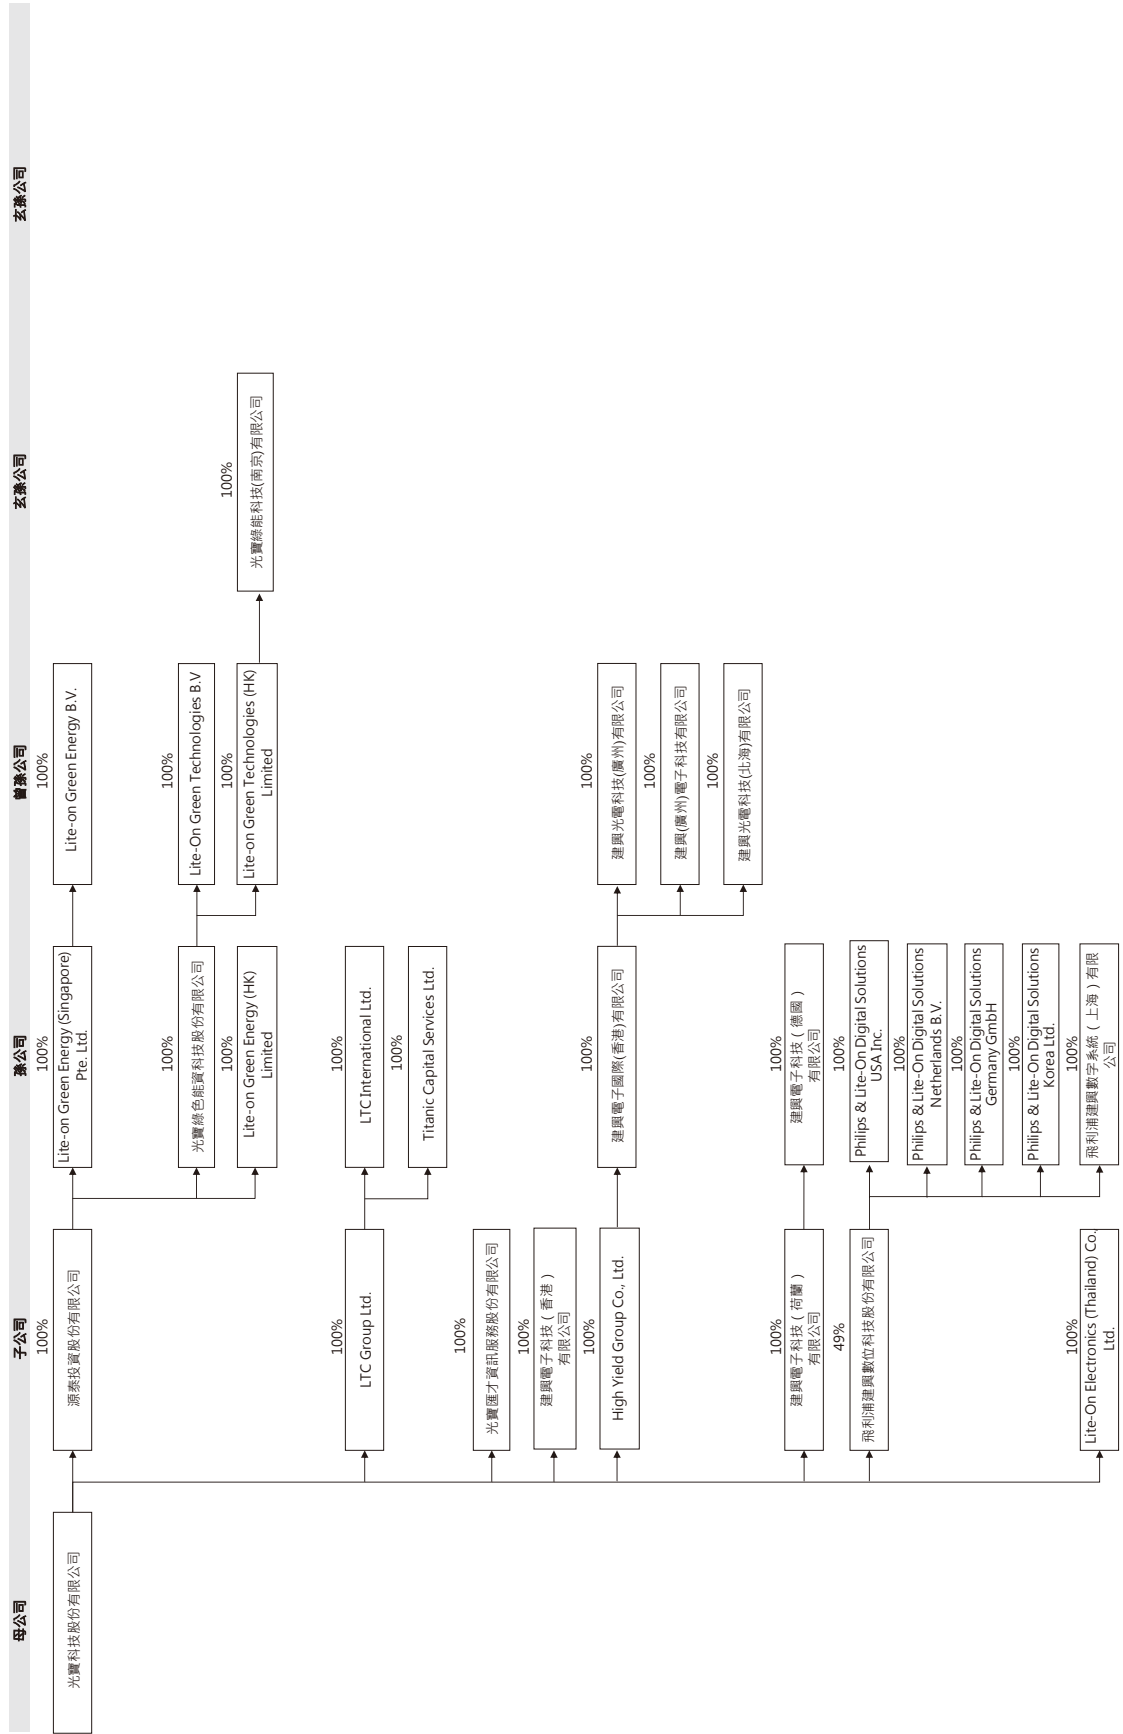 母公司
子公司
孫公司
曾孫公司
玄孫公司
玄孫公司
光寶科技股份有限公司
100%
源泰投資股份有限公司
100%
Lite-on Green Energy (Singapore)
Pte. Ltd.
100%
Lite-on Green Energy B.V.
100%
光寶綠色能資科技股份有限公司
100%
Lite-On Green Technologies B.V
100%
Lite-on Green Energy (HK)
Limited
100%
Lite-on Green Technologies (HK)
Limited
100%
光寶綠能科技(南京)有限公司
100%
LTC Group Ltd.
100%
LTC International Ltd.
100%
Titanic Capital Services Ltd.
100%
光寶匯才資訊服務股份有限公司
100%
建興電子科技（香港）
有限公司
100%
High Yield Group Co., Ltd.
100%
建興電子國際(香港)有限公司
100%
建興光電科技(廣州)有限公司
100%
建興(廣州)電子科技有限公司
100%
建興光電科技(北海)有限公司
100%
建興電子科技（荷蘭）
有限公司
100%
建興電子科技（德國）
有限公司
49%
飛利浦建興數位科技股份有限公司
100%
Philips & Lite-On Digital Solutions
USA Inc.
100%
Philips & Lite-On Digital Solutions
Netherlands B.V.
100%
Philips & Lite-On Digital Solutions
Germany GmbH
100%
Philips & Lite-On Digital Solutions
Korea Ltd.
100%
飛利浦建興數字系統（上海）有限
公司
100%
Lite-On Electronics (Thailand) Co.,
Ltd.